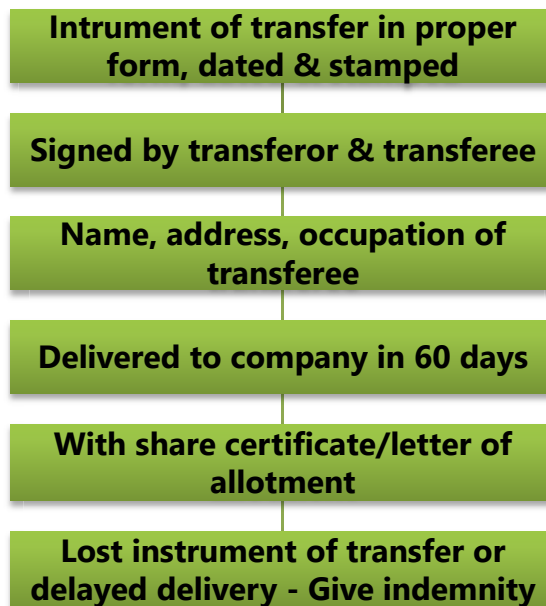 Intrument of transfer in proper
form, dated & stamped
Signed by transferor & transferee
Name, address, occupation of
transferee
Delivered to company in 60 days
With share certificate/letter of
allotment
Lost instrument of transfer or
delayed delivery - Give indemnity